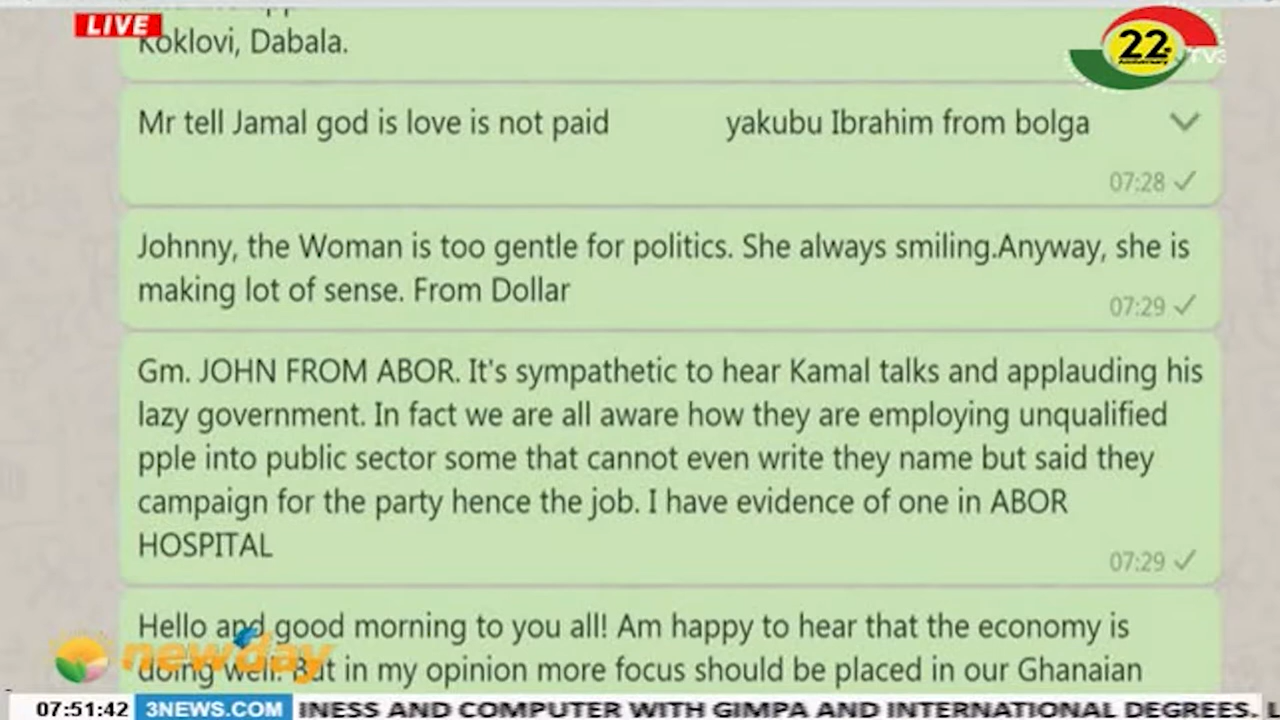 LIVE
Koklovi, Dabala.
22
Anniversary
TV3
Mr tell Jamal god is love is not paid yakubu Ibrahim from bolga
07:28
Johnny, the Woman is too gentle for politics. She always smiling.Anyway, she is
making lot of sense. From Dollar
07:29
Gm. JOHN FROM ABOR. It's sympathetic to hear Kamal talks and applauding his
lazy government. In fact we are all aware how they are employing unqualified
pple into public sector some that cannot even write they name but said they
campaign for the party hence the job. I have evidence of one in ABOR
HOSPITAL
07:29
Hello and good morning to you all! Am happy to hear that the economy is
doing well. But in my opinion more focus should be placed in our Ghanaian
newday
07:51:42 3NEWS.COM INESS AND COMPUTER WITH GIMPA AND INTERNATIONAL DEGREES. L